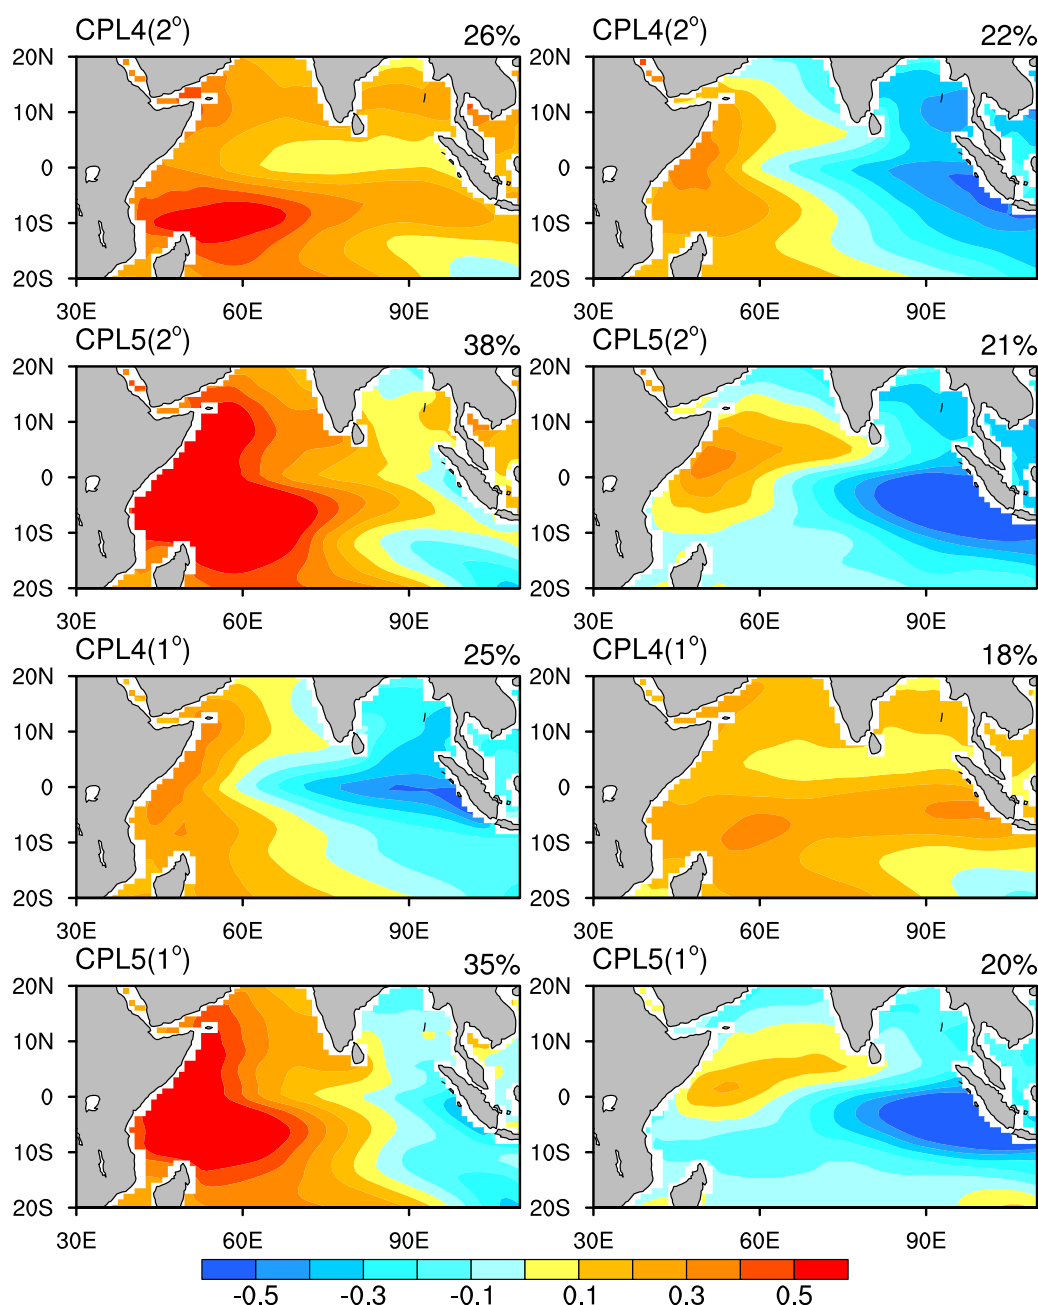 CPL4(2°) 26% CPL4(2°) 22%
20N 20N
10N 10N
0 0
10S 10S
20S 20S
30E 60E 90E 30E 60E 90E
CPL5(2°) 38% CPL5(2°) 21%
20N 20N
10N 10N
0 0
10S 10S
20S 20S
30E 60E 90E 30E 60E 90E
CPL4(1°) 25% CPL4(1°) 18%
20N 20N
10N 10N
0 0
10S 10S
20S 20S
30E 60E 90E 30E 60E 90E
CPL5(1°) 35% CPL5(1°) 20%
20N 20N
10N 10N
0 0
10S 10S
20S 20S
30E 60E 90E 30E 60E 90E
-0.5 -0.3 -0.1 0.1 0.3 0.5